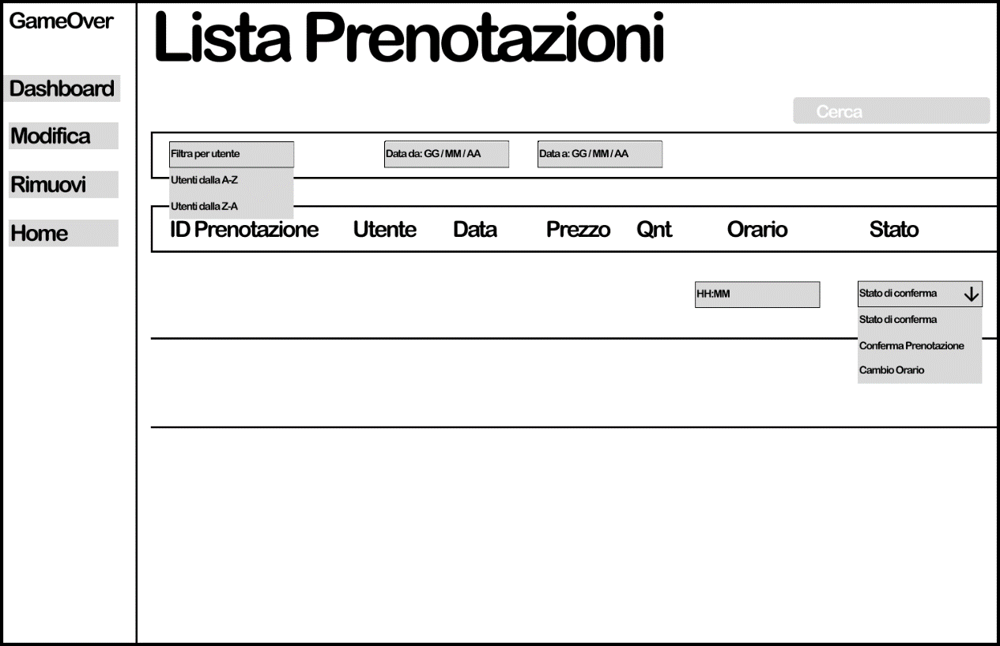 GameOver
Lista Prenotazioni
Dashboard
Modifica
Rimuovi
Home
Cerca
Filtra per utente
Data da: GG / MM / AA
Data a: GG / MM / AA
Utenti dalla A-Z
Utenti dalla Z-A
ID Prenotazione Utente Data Prezzo Qnt Orario Stato
HH:MM
Stato di conferma
Stato di conferma
Conferma Prenotazione
Cambio Orario